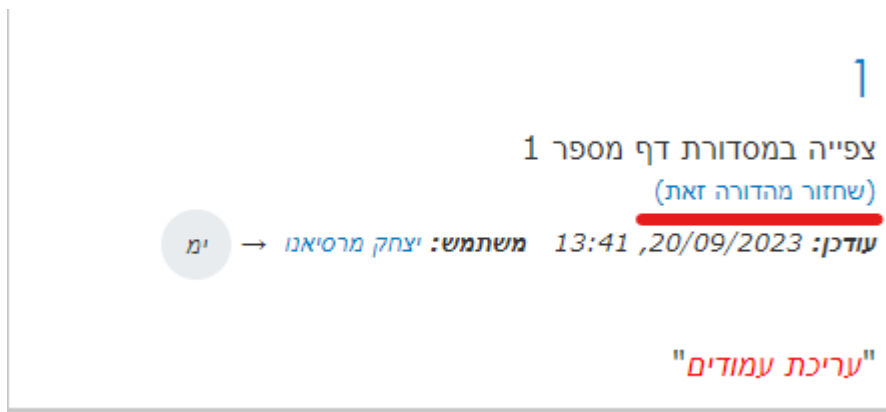 1
צפייה במסדורת דף מספר 1
(שחזור מהדורה זאת)
עודכן: 20/09/2023, 13:41 משתמש: יצחק מרסיאנו → ימ
"עריכת עמודים"